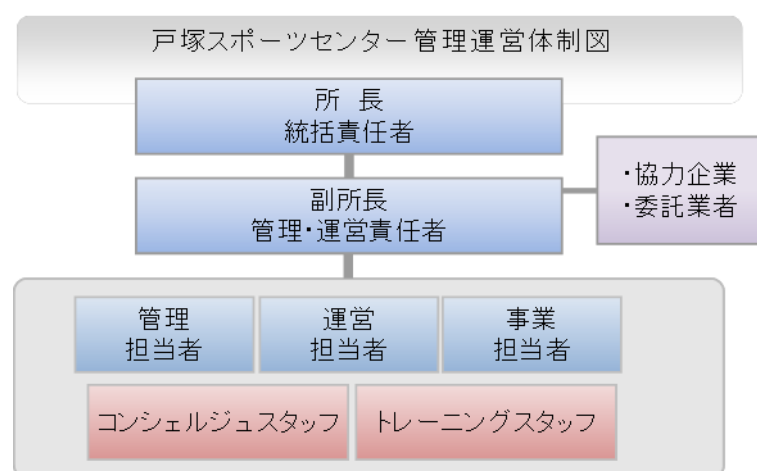 戸塚スポーツセンター管理運営体制図
所 長
統括責任者
副所長
管理・運営責任者
・協力企業
・委託業者
管理
担当者
運営
担当者
事業
担当者
コンシェルジュスタッフ
トレーニングスタッフ